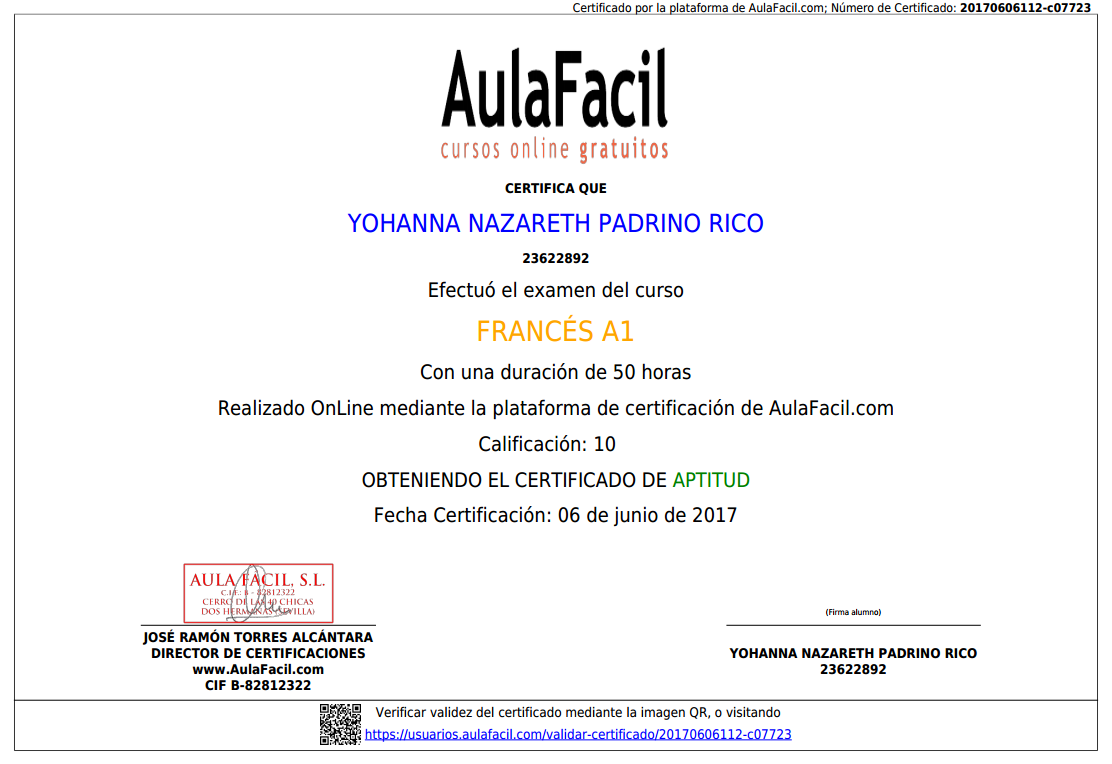 Certificado por la plataforma de AulaFacil.com; Número de Certificado: 20170606112-c07723
AulaFacil
cursos online gratuitos
CERTIFICA QUE
YOHANNA NAZARETH PADRINO RICO
23622892
Efectuó el examen del curso
FRANCÉS A1
Con una duración de 50 horas
Realizado OnLine mediante la plataforma de certificación de AulaFacil.com
Calificación: 10
OBTENIENDO EL CERTIFICADO DE APTITUD
Fecha Certificación: 06 de junio de 2017
AULA FACIL, S.L.
C.I.F.: B - 82812322
CERRO DE LAS 40 CHICAS
DOS HERMANAS (SEVILLA)
JOSÉ RAMÓN TORRES ALCÁNTARA
DIRECTOR DE CERTIFICACIONES
www.AulaFacil.com
CIF B-82812322
(Firma alumno)
YOHANNA NAZARETH PADRINO RICO
23622892
Verificar validez del certificado mediante la imagen QR, o visitando
https://usuarios.aulafacil.com/validar-certificado/20170606112-c07723